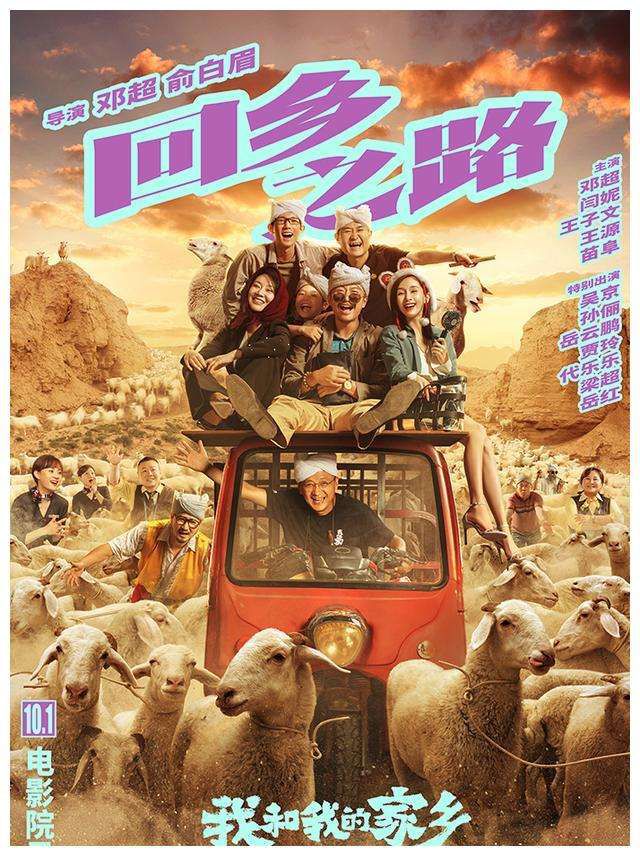 导演 邓超 俞白眉
回乡之路
主演
邓超
闫妮
王子文
王源
苗阜
特别出演
吴京
孙俪
岳云鹏
贾玲
代乐乐
梁超
岳红
10.1
电影院
我和我的家乡